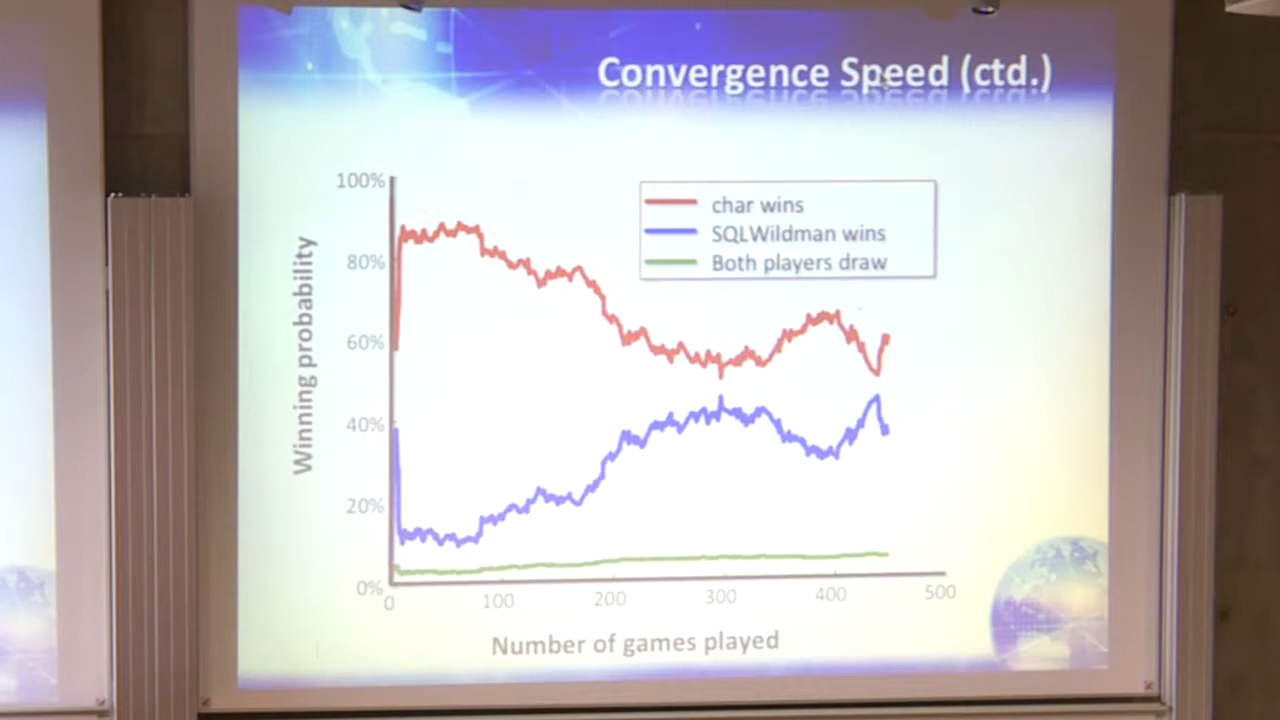 Convergence Speed (ctd.)
100%
80%
60%
40%
20%
0%
Winning probability
char wins
SQLWildman wins
Both players draw
0
100
200
300
400
500
Number of games played